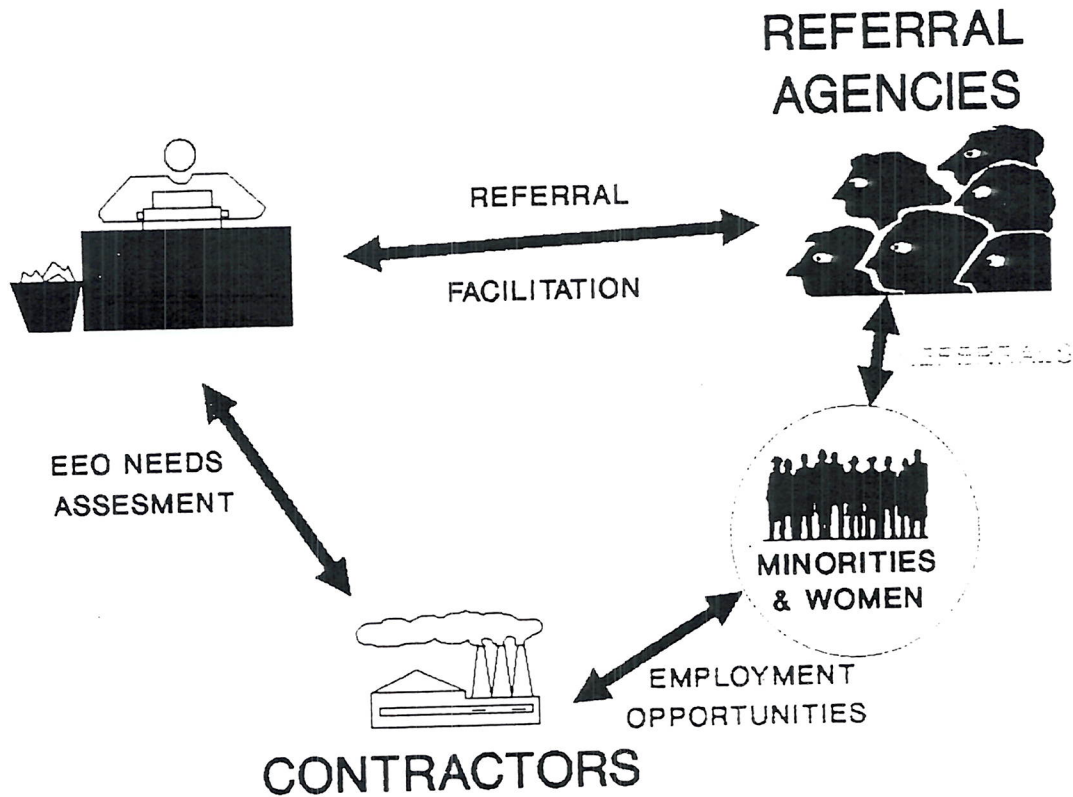 REFERRAL
AGENCIES
REFERRAL
FACILITATION
EEO NEEDS
ASSESMENT
MINORITIES
& WOMEN
EMPLOYMENT
OPPORTUNITIES
CONTRACTORS